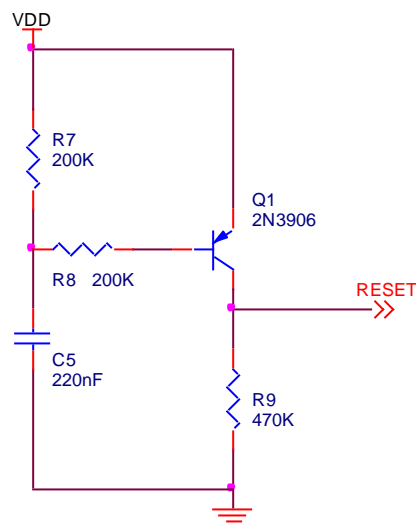 VDD
R7
200K
Q1
2N3906
R8 200K
RESET
C5
220nF
R9
470K